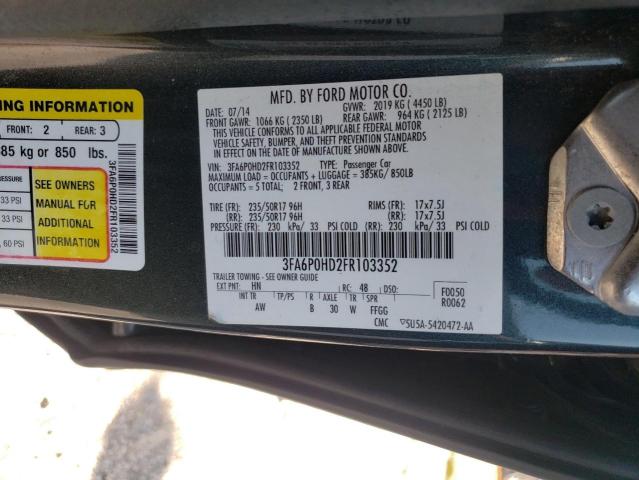 NG INFORMATION
FRONT: 2 REAR: 3
85 kg or 850 lbs.
33 PSI
33 PSI
, 60 PSI
SEE OWNERS
MANUAL FOR
ADDITIONAL
INFORMATION
3FA6P0HD2FR103352
MFD. BY FORD MOTOR CO.
DATE: 07/14 GVWR: 2019 KG ( 4450 LB)
FRONT GAWR: 1066 KG ( 2350 LB) REAR GAWR: 964 KG ( 2125 LB)
THIS VEHICLE CONFORMS TO ALL APPLICABLE FEDERAL MOTOR
VEHICLE SAFETY, BUMPER, AND THEFT PREVENTION STANDARDS
IN EFFECT ON THE DATE OF MANUFACTURE SHOWN ABOVE.
VIN: 3FA6P0HD2FR103352 TYPE: Passenger Car
MAXIMUM LOAD = OCCUPANTS + LUGGAGE = 385KG/ 850LB
OCCUPANTS = 5 TOTAL; 2 FRONT, 3 REAR
TIRE (FR): 235/50R17 96H RIMS (FR): 17x7.5J
(RR): 235/50R17 96H (RR): 17x7.5J
PRESSURE (FR): 230 kPa/ 33 PSI COLD (RR): 230 kPa/ 33 PSI COLD
3FA6P0HD2FR103352
TRAILER TOWING - SEE OWNER GUIDE
EXT PNT: HN RC: 48 DSO: F0050
R0062
INT TR TP/PS R AXLE TR SPR
AW B 30 W FFGG
CMC 5U5A-5420472-AA